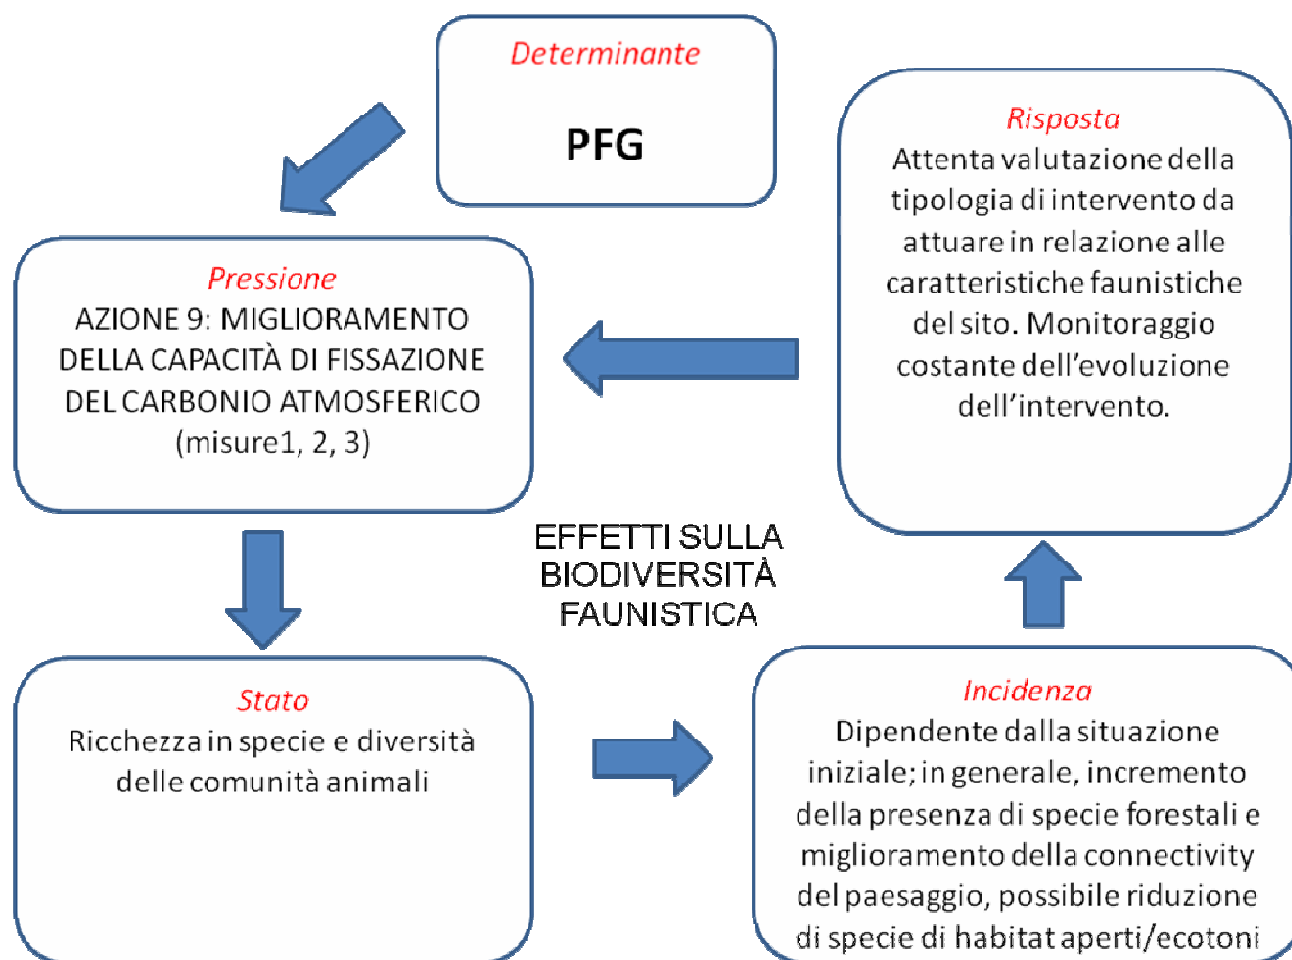 Determinante
PFG
Risposta
Attenta valutazione della
tipologia di intervento da
attuare in relazione alle
caratteristiche faunistiche
del sito. Monitoraggio
costante dell'evoluzione
dell'intervento.
Pressione
AZIONE 9: MIGLIORAMENTO
DELLA CAPACITÀ DI FISSAZIONE
DEL CARBONIO ATMOSFERICO
(misure1, 2, 3)
EFFETTI SULLA
BIODIVERSITÀ
FAUNISTICA
Stato
Ricchezza in specie e diversità
delle comunità animali
Incidenza
Dipendente dalla situazione
iniziale; in generale, incremento
della presenza di specie forestali e
miglioramento della connectivity
del paesaggio, possibile riduzione
di specie di habitat aperti/ecotoni